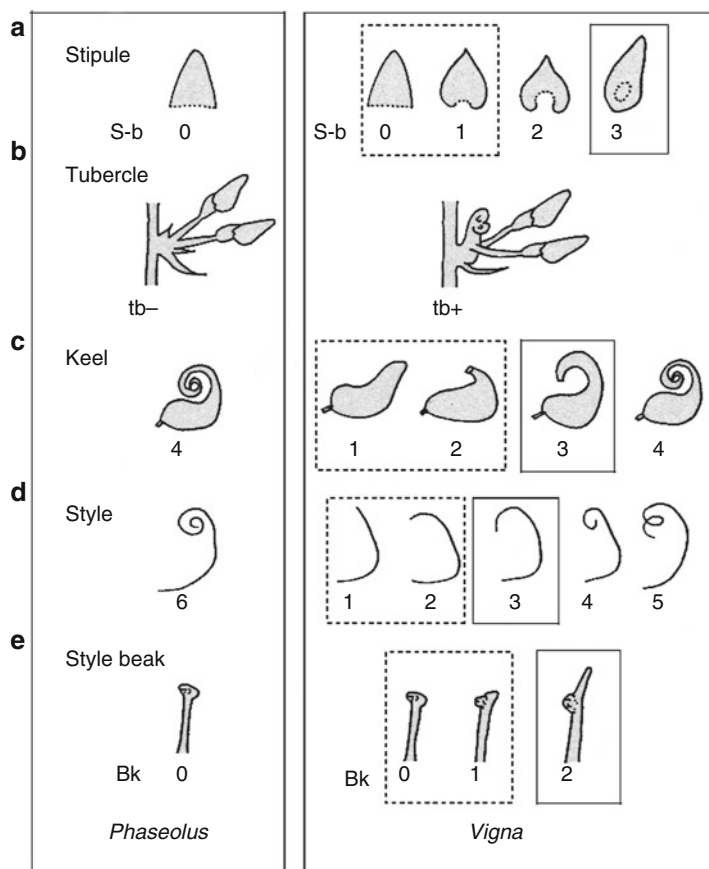 a
Stipule
S-b 0 S-b 0 1 2 3
b
Tubercle
tb– tb+
c
Keel
4 1 2 3 4
d
Style
6 1 2 3 4 5
e
Style beak
Bk 0 Bk 0 1 2
Phaseolus Vigna